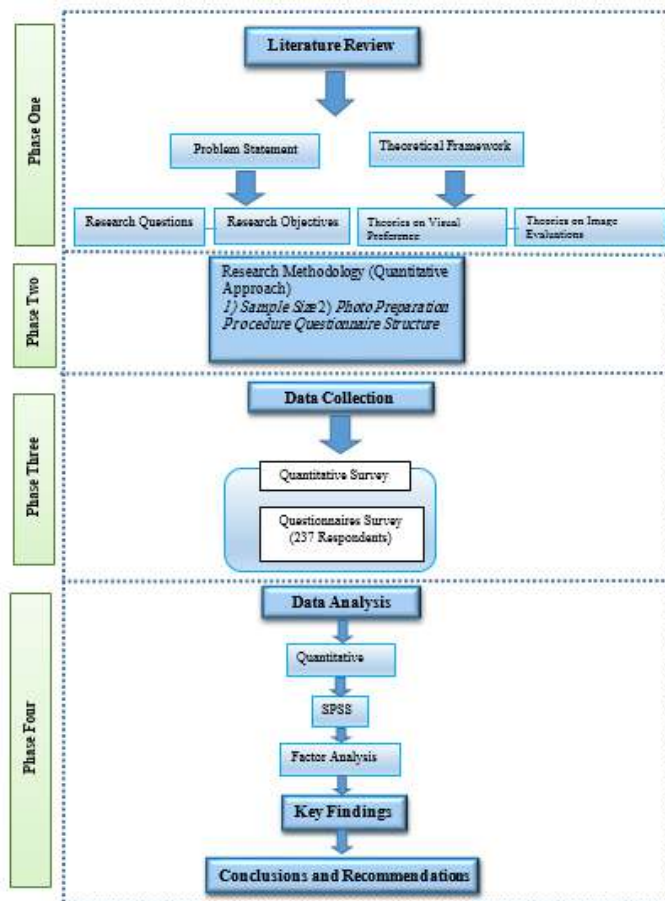 Phase One
Literature Review
Problem Statement
Theoretical Framework
Research Questions
Research Objectives
Theories on Visual
Preference
Theories on Image
Evaluations
Phase Two
Research Methodology (Quantitative
Approach)
1) Sample Size2) Photo Preparation
Procedure Questionnaire Structure
Phase Three
Data Collection
Quantitative Survey
Questionnaires Survey
(237 Respondents)
Phase Four
Data Analysis
Quantitative
SPSS
Factor Analysis
Key Findings
Conclusions and Recommendations